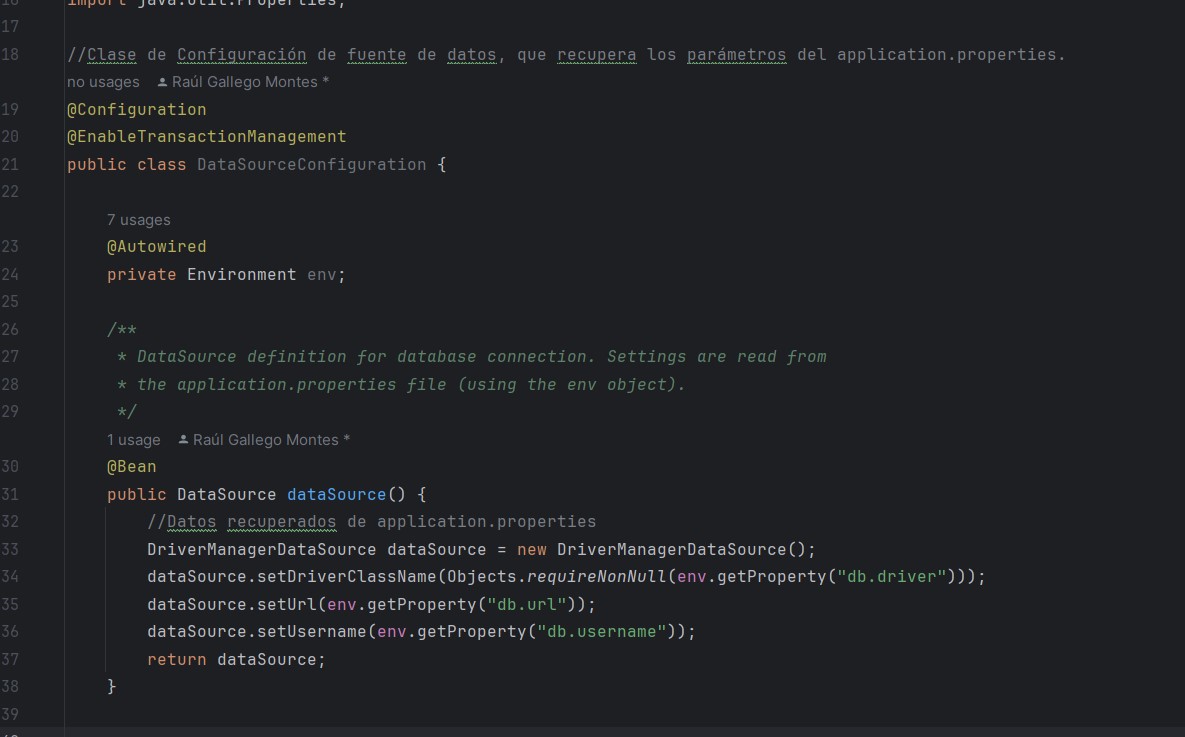 16 import java.util.Properties;
17
18 //Clase de Configuración de fuente de datos, que recupera los parámetros del application.properties.
no usages Raúl Gallego Montes *
19 @Configuration
20 @EnableTransactionManagement
21 public class DataSourceConfiguration {
22
7 usages
23 @Autowired
24 private Environment env;
25
26 /**
27 * DataSource definition for database connection. Settings are read from
28 * the application.properties file (using the env object).
29 */
1 usage Raúl Gallego Montes *
30 @Bean
31 public DataSource dataSource() {
32 //Datos recuperados de application.properties
33 DriverManagerDataSource dataSource = new DriverManagerDataSource();
34 dataSource.setDriverClassName(Objects.requireNonNull(env.getProperty("db.driver")));
35 dataSource.setUrl(env.getProperty("db.url"));
36 dataSource.setUsername(env.getProperty("db.username"));
37 return dataSource;
38 }
39